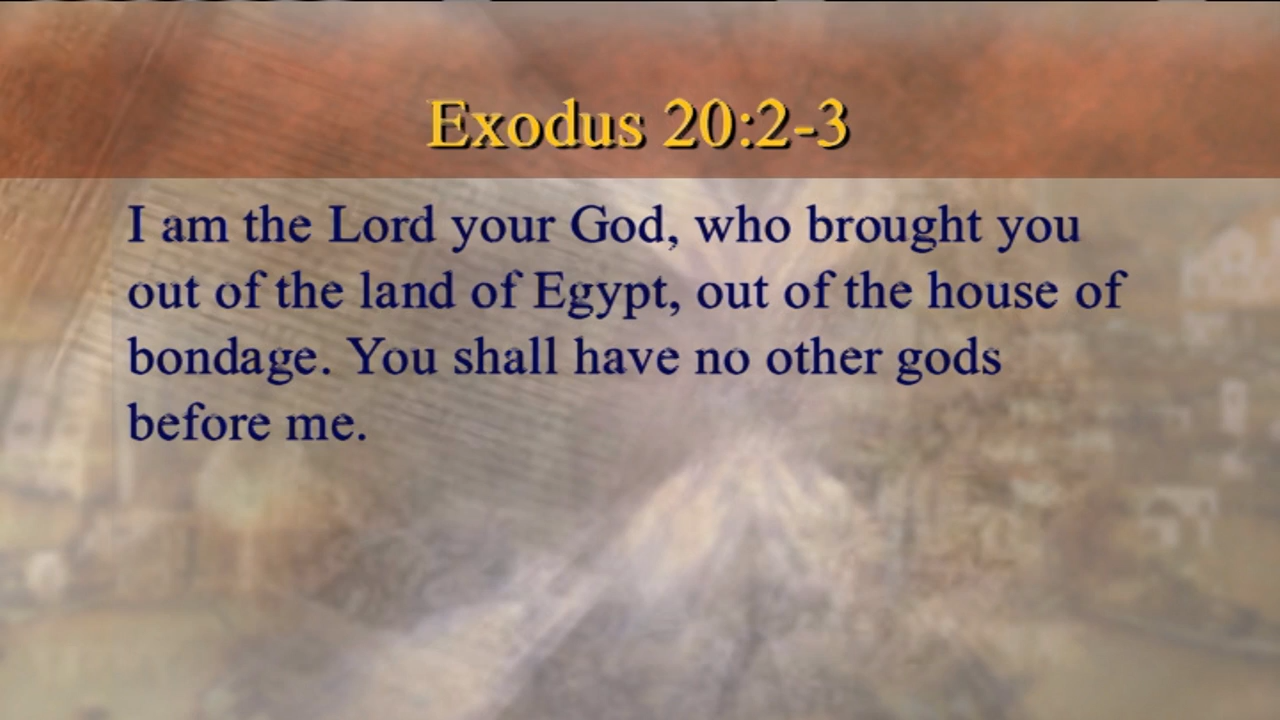 Exodus 20:2-3
I am the Lord your God, who brought you
out of the land of Egypt, out of the house of
bondage. You shall have no other gods
before me.